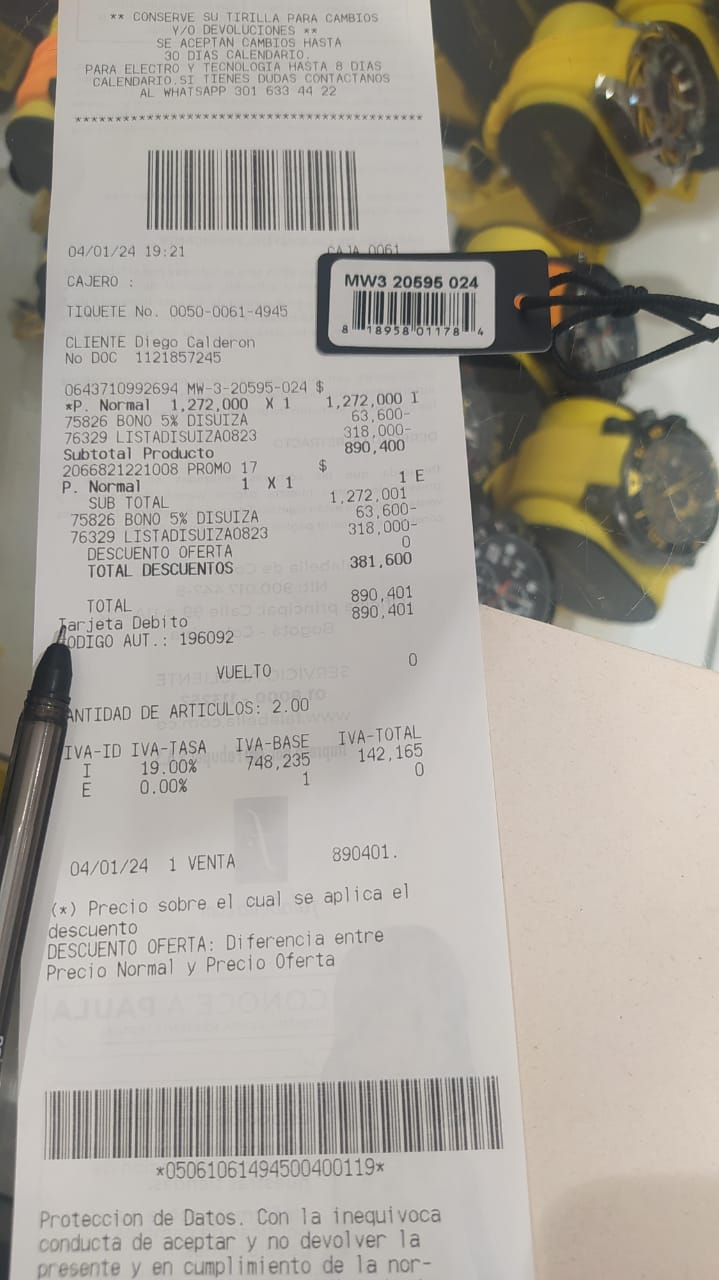 ** CONSERVE SU TIRILLA PARA CAMBIOS
Y/O DEVOLUCIONES **
SE ACEPTAN CAMBIOS HASTA
30 DIAS CALENDARIO.
PARA ELECTRO Y TECNOLOGIA HASTA 8 DIAS
CALENDARIO.SI TIENES DUDAS CONTACTANOS
AL WHATSAPP 301 633 44 22
*******************************************
04/01/24 19:21 CAJA 0061
CAJERO :
TIQUETE No. 0050-0061-4945
MW3 20595 024
8 18958 01178 4
CLIENTE Diego Calderon
No DOC 1121857245
0643710992694 MW-3-20595-024 $
*P. Normal 1,272,000 X 1 1,272,000 I
75826 BONO 5% DISUIZA 63,600-
76329 LISTADISUIZA0823 318,000-
Subtotal Producto 890,400
2066821221008 PROMO 17 $
P. Normal 1 X 1 1 E
SUB TOTAL 1,272,001
75826 BONO 5% DISUIZA 63,600-
76329 LISTADISUIZA0823 318,000-
DESCUENTO OFERTA 0
TOTAL DESCUENTOS 381,600
TOTAL 890,401
Tarjeta Debito 890,401
ODIGO AUT.: 196092
VUELTO 0
ANTIDAD DE ARTICULOS: 2.00
IVA-ID IVA-TASA IVA-BASE IVA-TOTAL
I 19.00% 748,235 142,165
E 0.00% 1 0
04/01/24 1 VENTA 890401.
(*) Precio sobre el cual se aplica el
descuento
DESCUENTO OFERTA: Diferencia entre
Precio Normal y Precio Oferta
CONOCE A PAULA
*05061061494500400119*
Proteccion de Datos. Con la inequivoca
conducta de aceptar y no devolver la
presente y en cumplimiento de la nor-